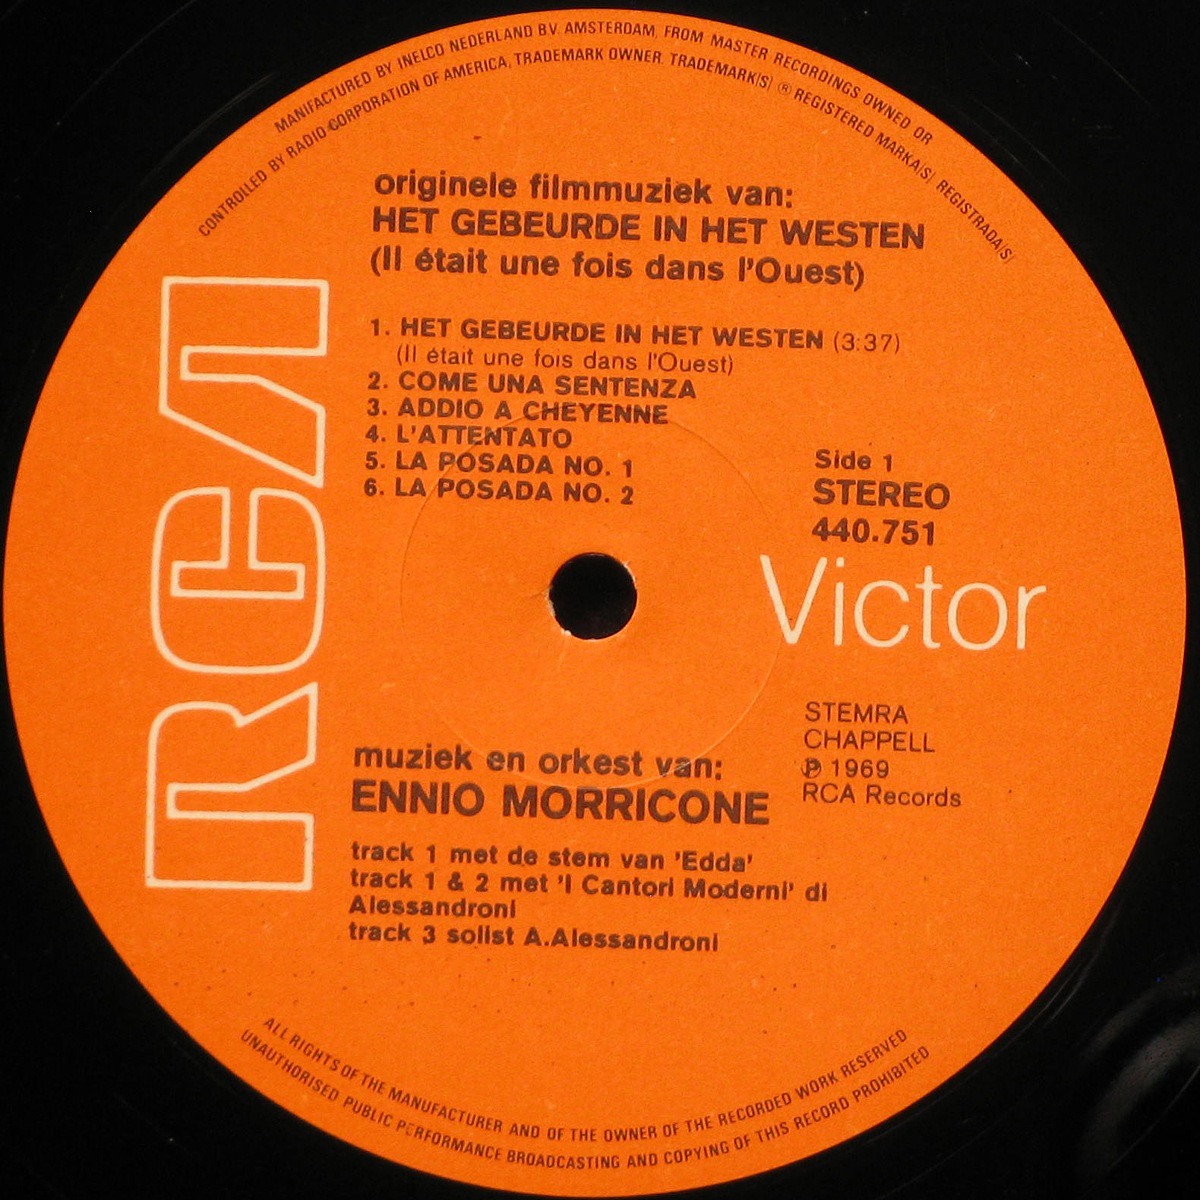 MANIFACTURED BY INELCO NEDERLAND B.V. AMSTERDAM, FROM MASTER RECORDINGS OWNED OR
CONTROLLED BY RADIO CORPORATION OF AMERICA, TRADEMARK OWNER. TRADEMARK(S) ® REGISTERED MARKA(S) REGISTRADA(S)
originele filmmuziek van:
HET GEBEURDE IN HET WESTEN
(Il était une fois dans l'Ouest)
1. HET GEBEURDE IN HET WESTEN (3:37)
(Il était une fois dans l'Ouest)
2. COME UNA SENTENZA
3. ADDIO A CHEYENNE
4. L'ATTENTATO
5. LA POSADA NO. 1
6. LA POSADA NO. 2
Side 1
STEREO
440.751
RCA
Victor
STEMRA
CHAPPELL
℗ 1969
RCA Records
muziek en orkest van:
ENNIO MORRICONE
track 1 met de stem van 'Edda'
track 1 & 2 met 'I Cantori Moderni' di
Alessandroni
track 3 solist A.Alessandroni
ALL RIGHTS OF THE MANUFACTURER AND OF THE OWNER OF THE RECORDED WORK RESERVED
UNAUTHORISED PUBLIC PERFORMANCE BROADCASTING AND COPYING OF THIS RECORD PROHIBITED